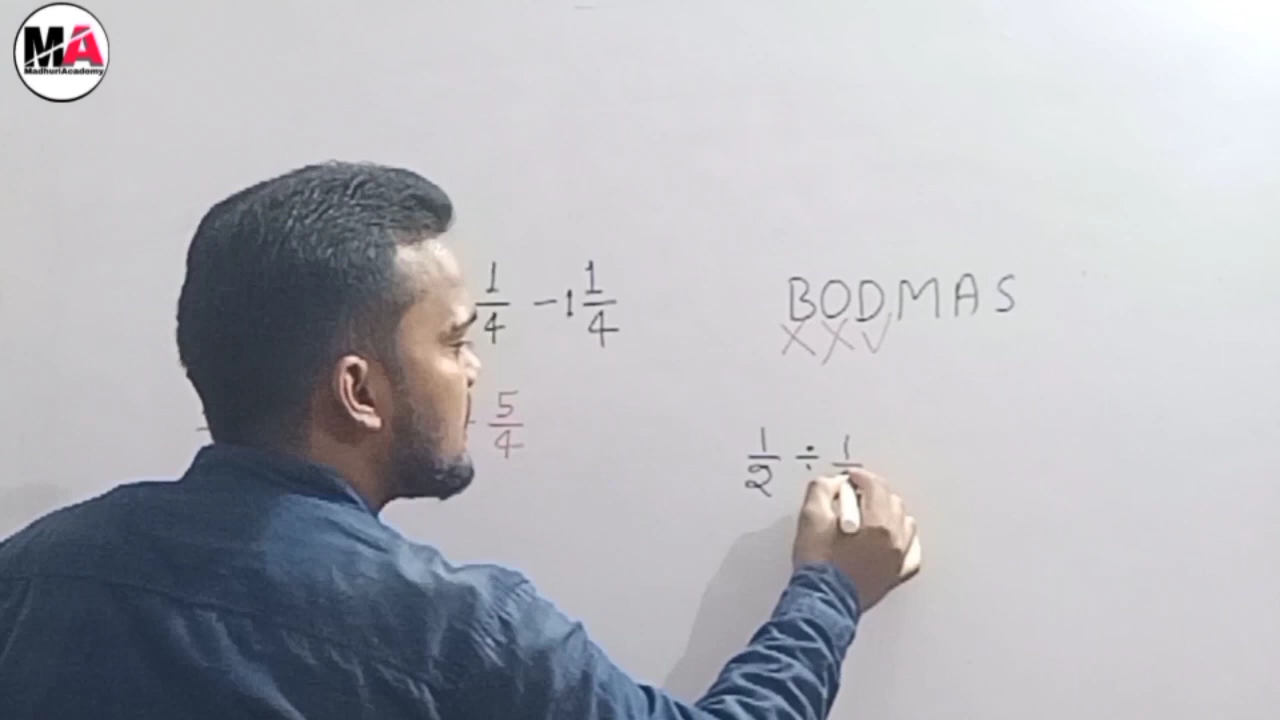 MA
MadhuriAcademy
1/4 - 1 1/4
BODMAS
× × ✓
5/4
1/2 ÷ 1